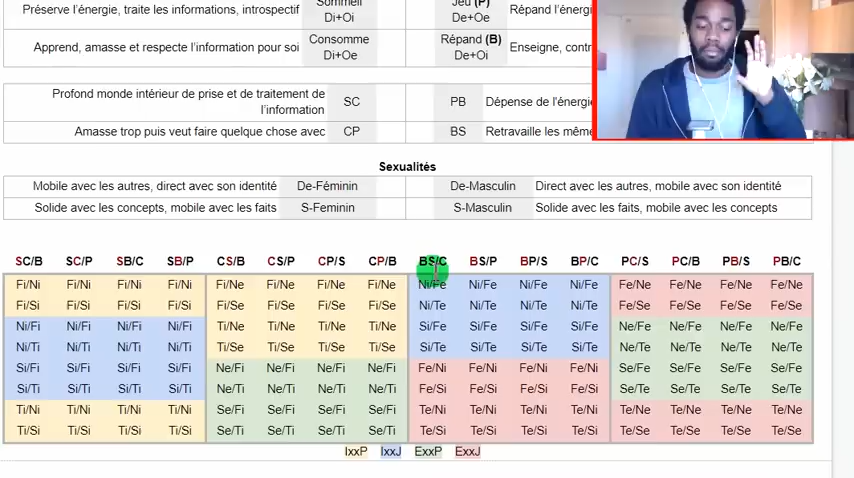 Préserve l'énergie, traite les informations, introspectif Sommeil Di+Oi Jeu (P) De+Oe Répand l'énergi
Apprend, amasse et respecte l'information pour soi Consomme Di+Oe Répand (B) De+Oi Enseigne, contr
Profond monde intérieur de prise et de traitement de l'information SC PB Dépense de l'énergie
Amasse trop puis veut faire quelque chose avec CP BS Retravaille les même
Sexualités
Mobile avec les autres, direct avec son identité De-Féminin De-Masculin Direct avec les autres, mobile avec son identité
Solide avec les concepts, mobile avec les faits S-Feminin S-Masculin Solide avec les faits, mobile avec les concepts
SC/B SC/P SB/C SB/P CS/B CS/P CP/S CP/B BS/C BS/P BP/S BP/C PC/S PC/B PB/S PB/C
Fi/Ni Fi/Ni Fi/Ni Fi/Ni Fi/Ne Fi/Ne Fi/Ne Fi/Ne Ni/Fe Ni/Fe Ni/Fe Ni/Fe Fe/Ne Fe/Ne Fe/Ne Fe/Ne
Fi/Si Fi/Si Fi/Si Fi/Si Fi/Se Fi/Se Fi/Se Fi/Se Ni/Te Ni/Te Ni/Te Ni/Te Fe/Se Fe/Se Fe/Se Fe/Se
Ni/Fi Ni/Fi Ni/Fi Ni/Fi Ti/Ne Ti/Ne Ti/Ne Ti/Ne Si/Fe Si/Fe Si/Fe Si/Fe Ne/Fe Ne/Fe Ne/Fe Ne/Fe
Ni/Ti Ni/Ti Ni/Ti Ni/Ti Ti/Se Ti/Se Ti/Se Ti/Se Si/Te Si/Te Si/Te Si/Te Ne/Te Ne/Te Ne/Te Ne/Te
Si/Fi Si/Fi Si/Fi Si/Fi Ne/Fi Ne/Fi Ne/Fi Ne/Fi Fe/Ni Fe/Ni Fe/Ni Fe/Ni Se/Fe Se/Fe Se/Fe Se/Fe
Si/Ti Si/Ti Si/Ti Si/Ti Ne/Ti Ne/Ti Ne/Ti Ne/Ti Fe/Si Fe/Si Fe/Si Fe/Si Se/Te Se/Te Se/Te Se/Te
Ti/Ni Ti/Ni Ti/Ni Ti/Ni Se/Fi Se/Fi Se/Fi Se/Fi Te/Ni Te/Ni Te/Ni Te/Ni Te/Ne Te/Ne Te/Ne Te/Ne
Ti/Si Ti/Si Ti/Si Ti/Si Se/Ti Se/Ti Se/Ti Se/Ti Te/Si Te/Si Te/Si Te/Si Te/Se Te/Se Te/Se Te/Se
IxxP IxxJ ExxP ExxJ